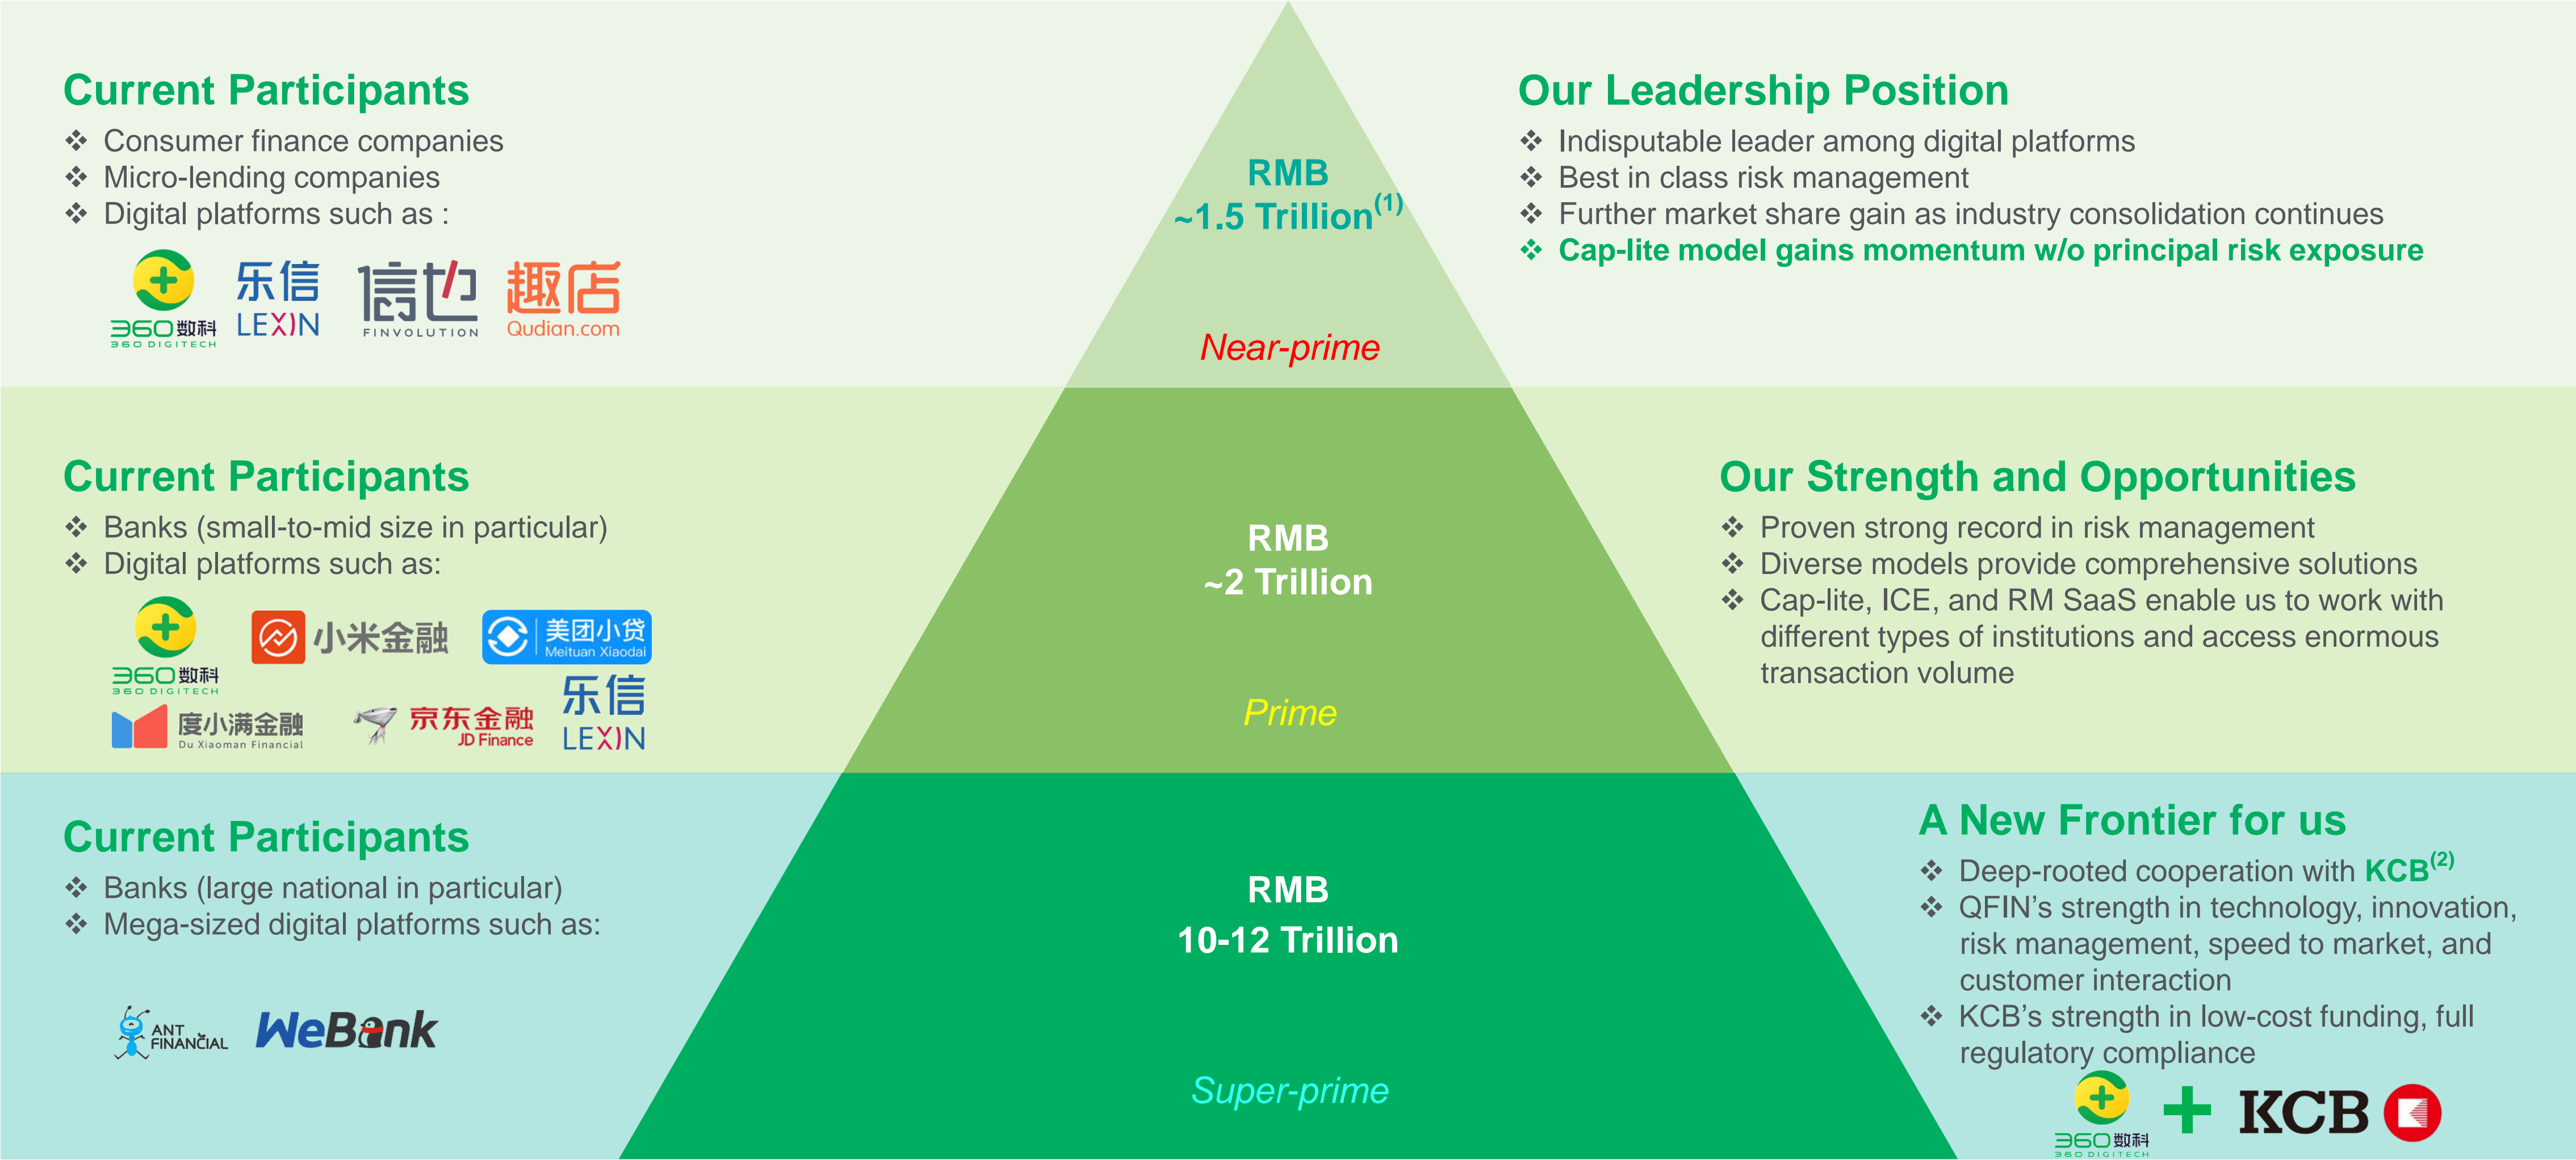 Current Participants
❖ Consumer finance companies
❖ Micro-lending companies
❖ Digital platforms such as :
360数科
360 DIGITECH
乐信
LEXIN
信也
FINVOLUTION
趣店
Qudian.com
RMB
~1.5 Trillion(1)
Near-prime
Our Leadership Position
❖ Indisputable leader among digital platforms
❖ Best in class risk management
❖ Further market share gain as industry consolidation continues
❖ Cap-lite model gains momentum w/o principal risk exposure
Current Participants
❖ Banks (small-to-mid size in particular)
❖ Digital platforms such as:
360数科
360 DIGITECH
小米金融
美团小贷
Meituan Xiaodai
度小满金融
Du Xiaoman Financial
京东金融
JD Finance
乐信
LEXIN
RMB
~2 Trillion
Prime
Our Strength and Opportunities
❖ Proven strong record in risk management
❖ Diverse models provide comprehensive solutions
❖ Cap-lite, ICE, and RM SaaS enable us to work with
different types of institutions and access enormous
transaction volume
Current Participants
❖ Banks (large national in particular)
❖ Mega-sized digital platforms such as:
ANT
FINANCIAL
WeBank
RMB
10-12 Trillion
Super-prime
A New Frontier for us
❖ Deep-rooted cooperation with KCB(2)
❖ QFIN’s strength in technology, innovation,
risk management, speed to market, and
customer interaction
❖ KCB’s strength in low-cost funding, full
regulatory compliance
360数科
360 DIGITECH
+
KCB